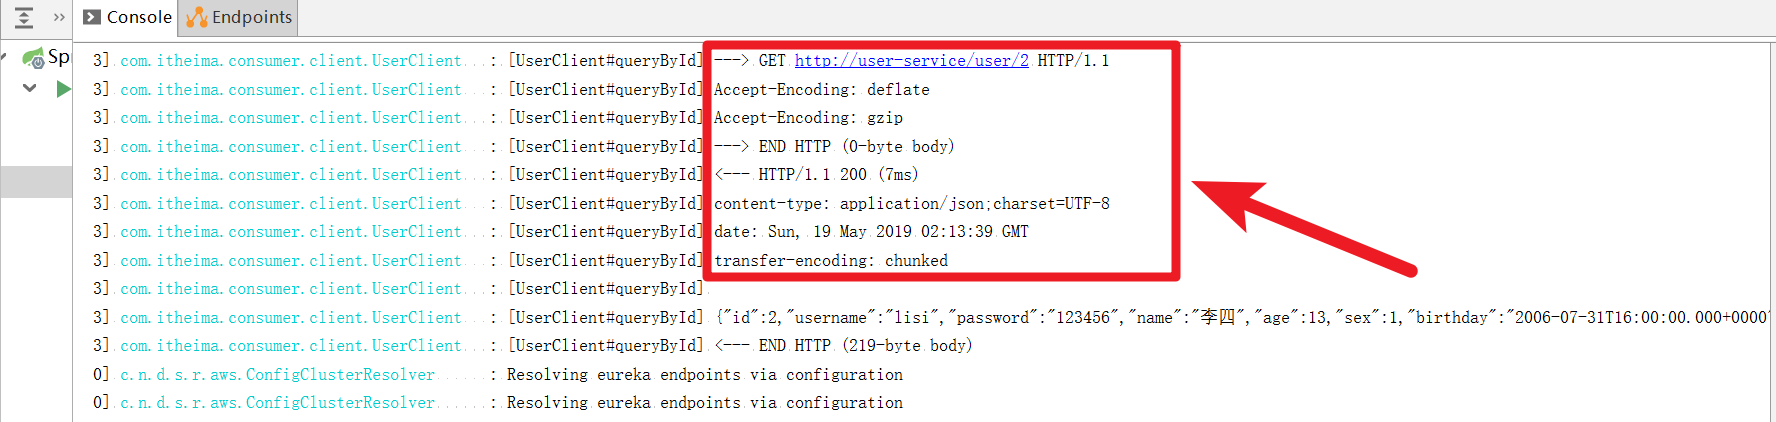 Console Endpoints
Spr
3] com.itheima.consumer.client.UserClient : [UserClient#queryById] ---> GET http://user-service/user/2 HTTP/1.1
3] com.itheima.consumer.client.UserClient : [UserClient#queryById] Accept-Encoding: deflate
3] com.itheima.consumer.client.UserClient : [UserClient#queryById] Accept-Encoding: gzip
3] com.itheima.consumer.client.UserClient : [UserClient#queryById] ---> END HTTP (0-byte body)
3] com.itheima.consumer.client.UserClient : [UserClient#queryById] <--- HTTP/1.1 200 (7ms)
3] com.itheima.consumer.client.UserClient : [UserClient#queryById] content-type: application/json;charset=UTF-8
3] com.itheima.consumer.client.UserClient : [UserClient#queryById] date: Sun, 19 May 2019 02:13:39 GMT
3] com.itheima.consumer.client.UserClient : [UserClient#queryById] transfer-encoding: chunked
3] com.itheima.consumer.client.UserClient : [UserClient#queryById]
3] com.itheima.consumer.client.UserClient : [UserClient#queryById] {"id":2,"username":"lisi","password":"123456","name":"李四","age":13,"sex":1,"birthday":"2006-07-31T16:00:00.000+0000"
3] com.itheima.consumer.client.UserClient : [UserClient#queryById] <--- END HTTP (219-byte body)
0] c.n.d.s.r.aws.ConfigClusterResolver : Resolving eureka endpoints via configuration
0] c.n.d.s.r.aws.ConfigClusterResolver : Resolving eureka endpoints via configuration